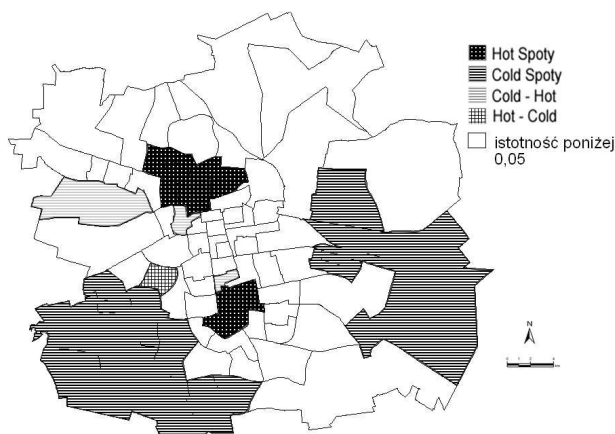 Hot Spoty
Cold Spoty
Cold - Hot
Hot - Cold
istotność poniżej
0,05
N